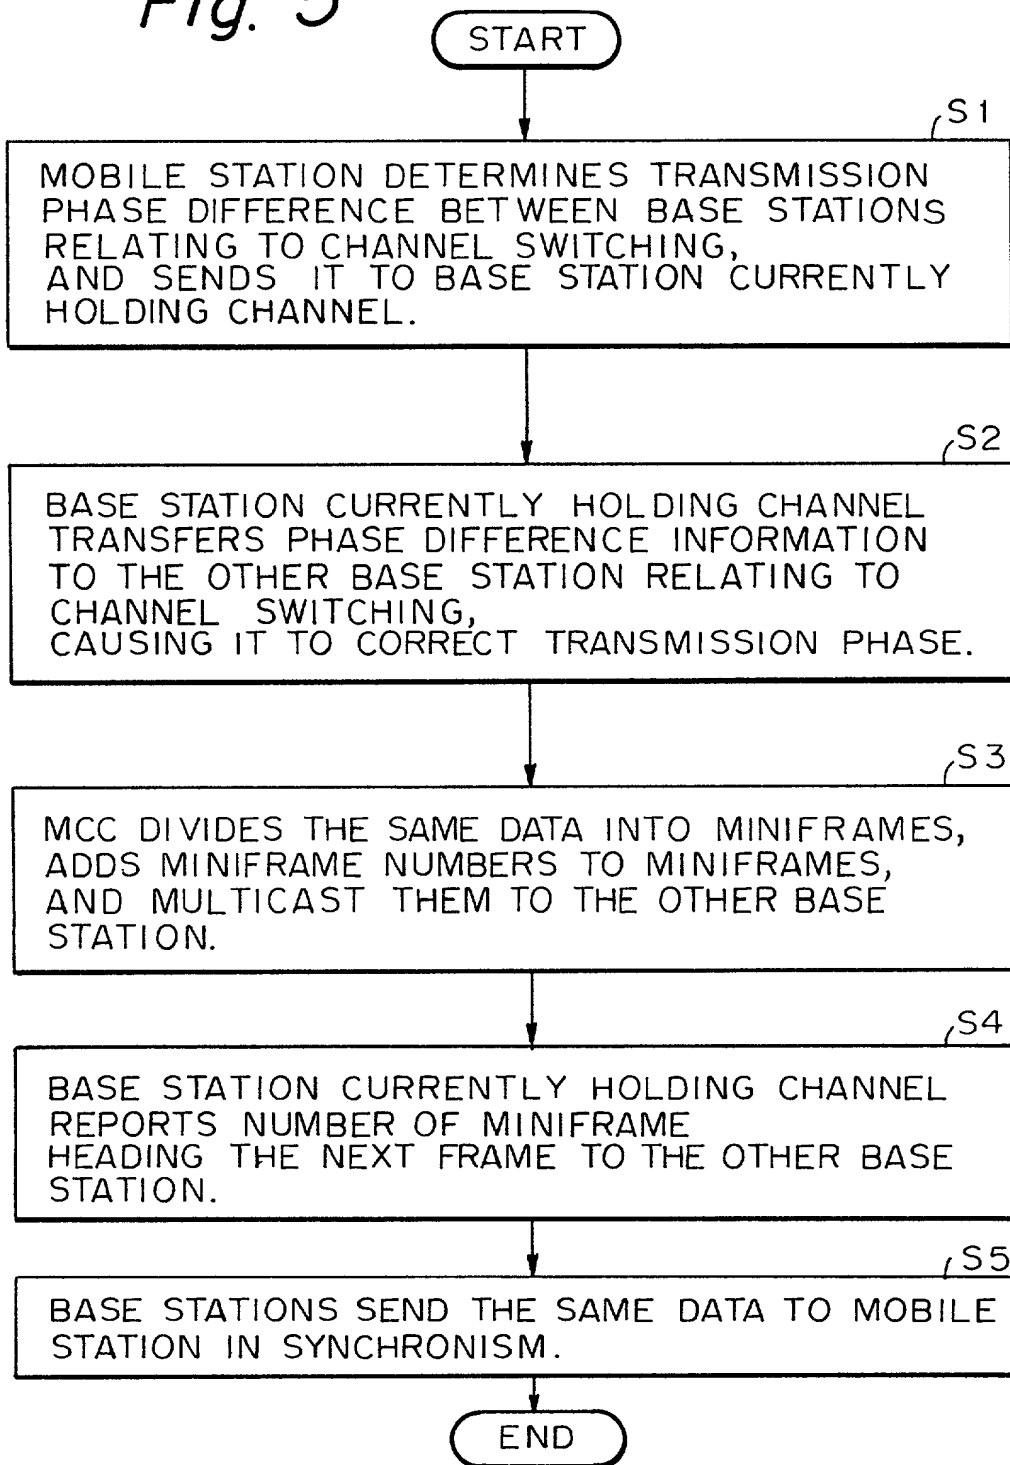 Fig. 5
START
S1
MOBILE STATION DETERMINES TRANSMISSION
PHASE DIFFERENCE BETWEEN BASE STATIONS
RELATING TO CHANNEL SWITCHING,
AND SENDS IT TO BASE STATION CURRENTLY
HOLDING CHANNEL.
S2
BASE STATION CURRENTLY HOLDING CHANNEL
TRANSFERS PHASE DIFFERENCE INFORMATION
TO THE OTHER BASE STATION RELATING TO
CHANNEL SWITCHING,
CAUSING IT TO CORRECT TRANSMISSION PHASE.
S3
MCC DIVIDES THE SAME DATA INTO MINIFRAMES,
ADDS MINIFRAME NUMBERS TO MINIFRAMES,
AND MULTICAST THEM TO THE OTHER BASE
STATION.
S4
BASE STATION CURRENTLY HOLDING CHANNEL
REPORTS NUMBER OF MINIFRAME
HEADING THE NEXT FRAME TO THE OTHER BASE
STATION.
S5
BASE STATIONS SEND THE SAME DATA TO MOBILE
STATION IN SYNCHRONISM.
END